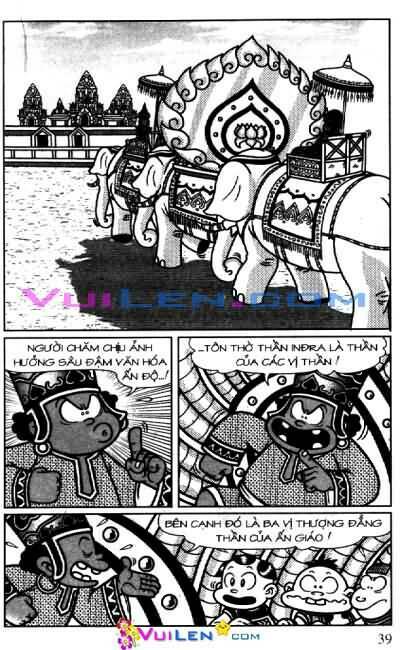 VuiLen.com
NGƯỜI CHĂM CHỊU ẢNH
HƯỞNG SÂU ĐẬM VĂN HÓA
ẤN ĐỘ...!
...TÔN THỜ THẦN INĐRA LÀ THẦN
CỦA CÁC VỊ THẦN!
BÊN CẠNH ĐÓ LÀ BA VỊ THƯỢNG ĐẲNG
THẦN CỦA ẤN GIÁO!
39
VuiLen.com